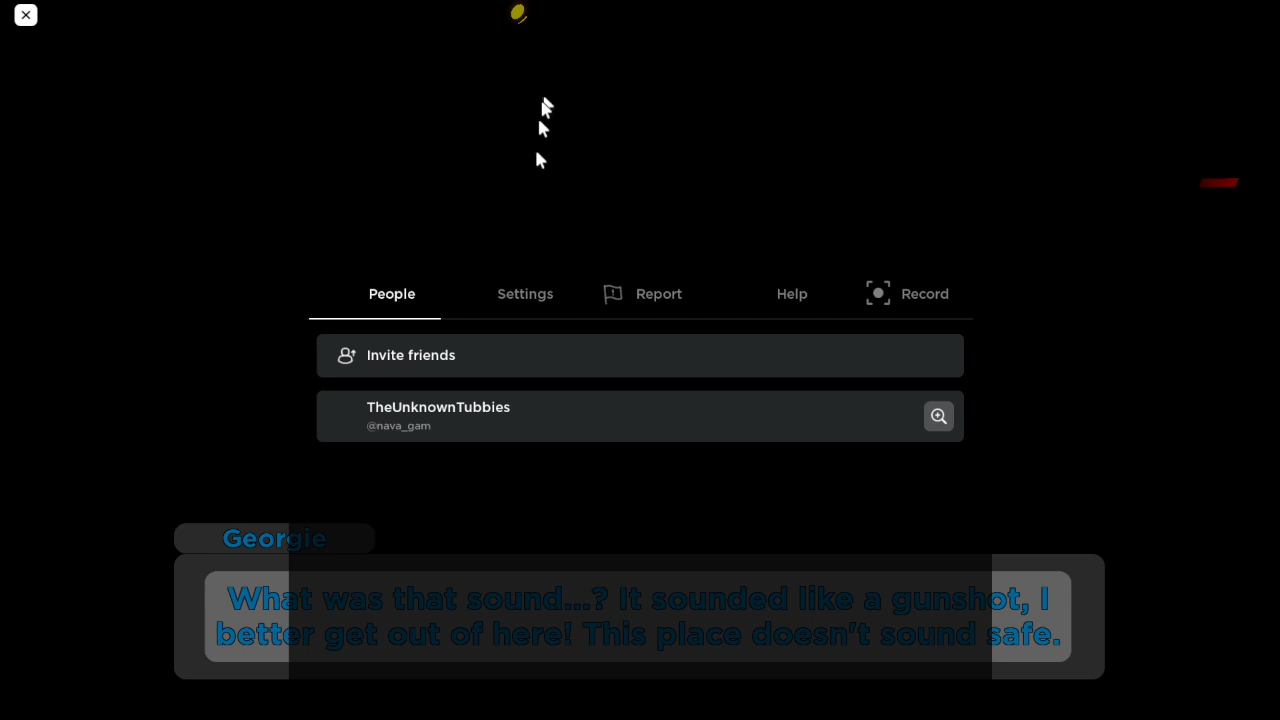 People
Settings
Report
Help
Record
Invite friends
TheUnknownTubbies
@nava_gam
Georgie
What was that sound...? It sounded like a gunshot, I
better get out of here! This place doesn't sound safe.